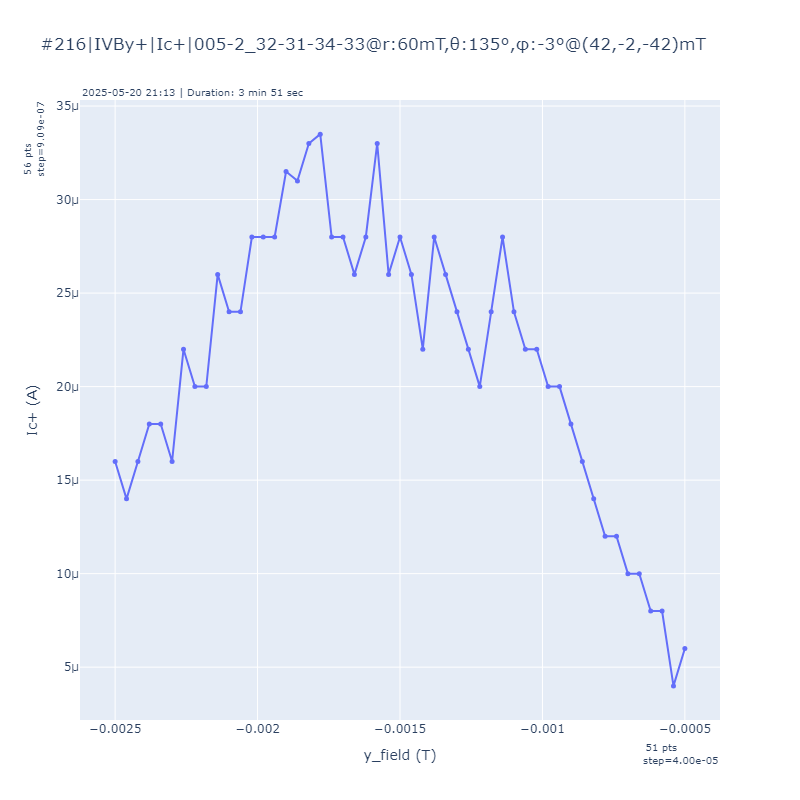 #216|IVBy+|Ic+|005-2_32-31-34-33@r:60mT,θ:135°,φ:-3°@(42,-2,-42)mT
2025-05-20 21:13 | Duration: 3 min 51 sec
56 pts
step=9.09e-07
35μ
30μ
25μ
20μ
15μ
10μ
5μ
Ic+ (A)
−0.0025
−0.002
−0.0015
−0.001
−0.0005
y_field (T)
51 pts
step=4.00e-05